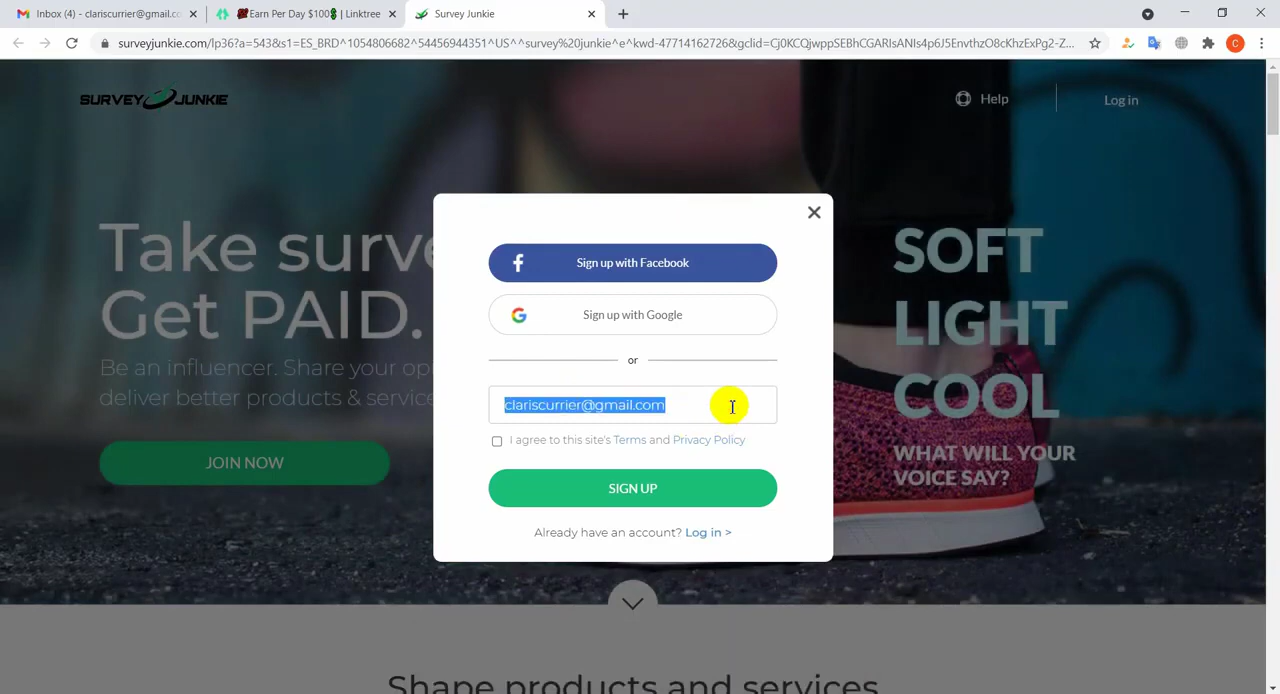 Inbox (4) - clariscurrier@gmail.c
Earn Per Day $100$ | Linktree
Survey Junkie
surveyjunkie.com/lp36?a=543&s1=ES_BRD^1054806682^54456944351^US^^survey%20junkie^e^kwd-47714162726&gclid=Cj0KCQjwppSEBhCGARIsANIs4p6J5EnvthzO8cKhzExPg2-Z...
C
SURVEY JUNKIE
Help
Log in
Take surve
Get PAID.
Be an influencer. Share your op
deliver better products & service
JOIN NOW
Sign up with Facebook
Sign up with Google
or
clariscurrier@gmail.com
I agree to this site's Terms and Privacy Policy
SIGN UP
Already have an account? Log in >
SOFT
LIGHT
COOL
WHAT WILL YOUR
VOICE SAY?
Shape products and services